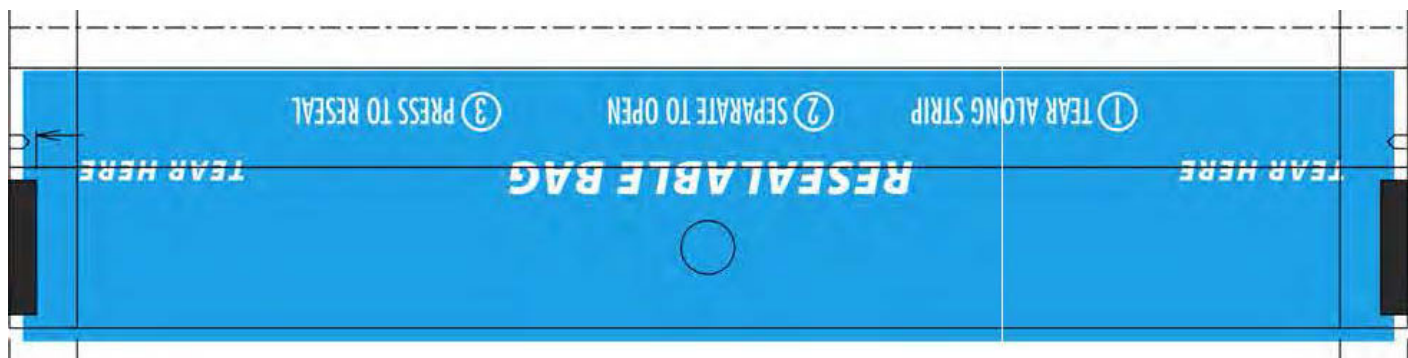 TEAR HERE RESEALABLE BAG TEAR HERE
① TEAR ALONG STRIP ② SEPARATE TO OPEN ③ PRESS TO RESEAL